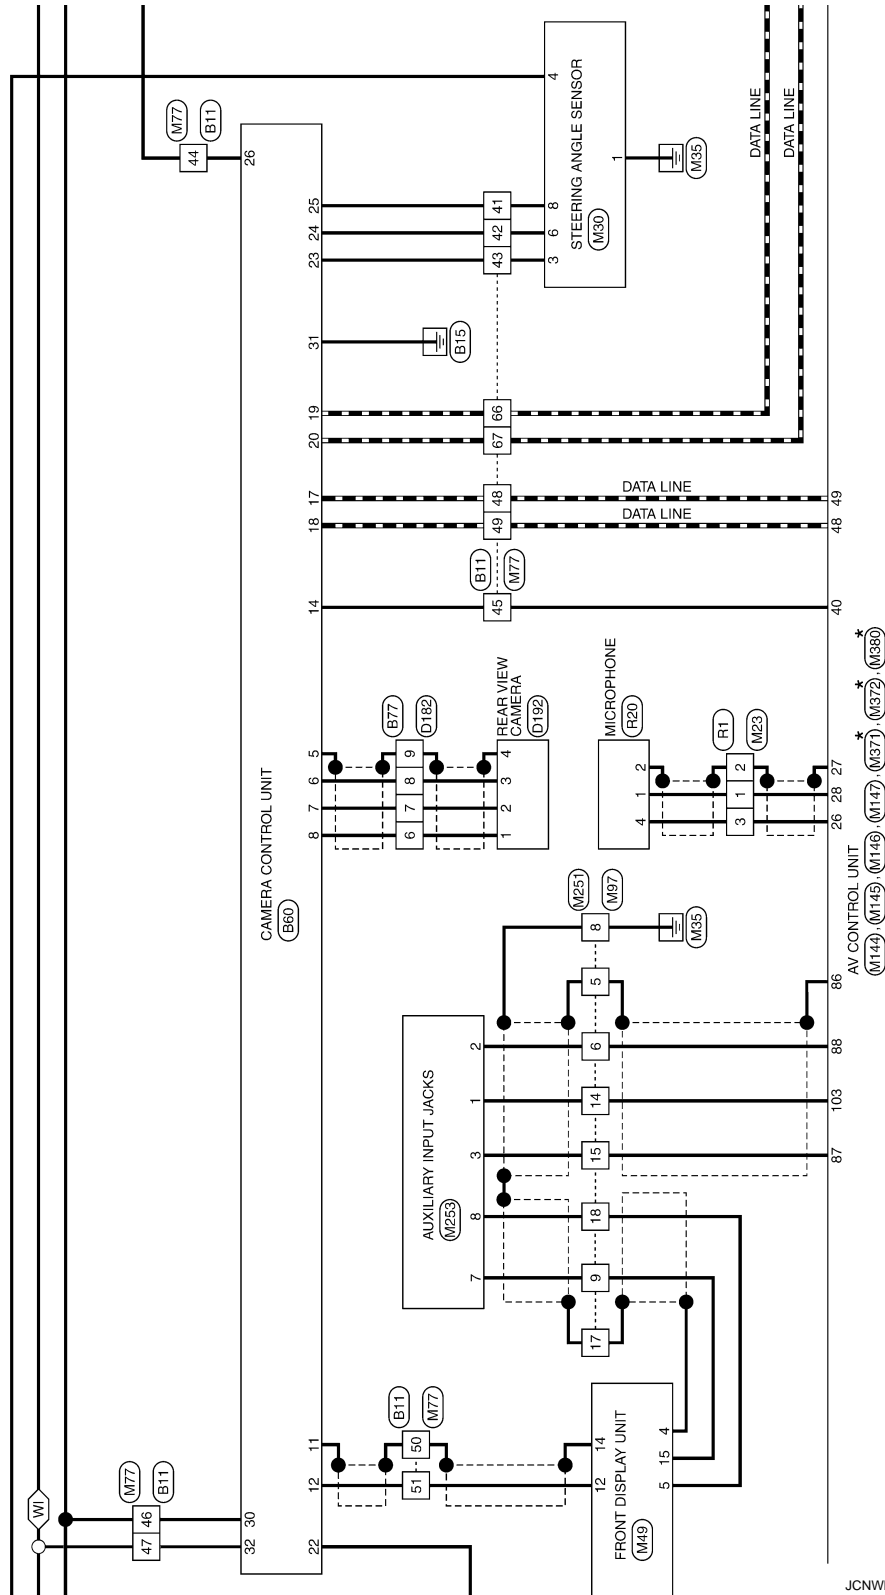 4
STEERING ANGLE SENSOR
M30
1
M35
DATA LINE
DATA LINE
M77
B11
44
26
25
24
23
41
42
43
8
6
3
31
B15
19
20
66
67
17
18
48
49
DATA LINE
DATA LINE
49
48
B11
M77
14
45
40
CAMERA CONTROL UNIT
B60
5
6
7
8
B77
D182
9
8
7
6
REAR VIEW
CAMERA
D192
4
3
2
1
MICROPHONE
R20
2
1
4
R1
M23
2
1
3
27
28
26
AV CONTROL UNIT
M144, M145, M146, M147, M371*, M372*, M380*
M251
M97
8
M35
5
86
AUXILIARY INPUT JACKS
M253
2
1
3
8
7
6
14
15
18
9
17
88
103
87
B11
M77
11
12
50
51
14
12
FRONT DISPLAY UNIT
M49
4
15
5
WI
M77
B11
46
47
30
32
22
JCNW